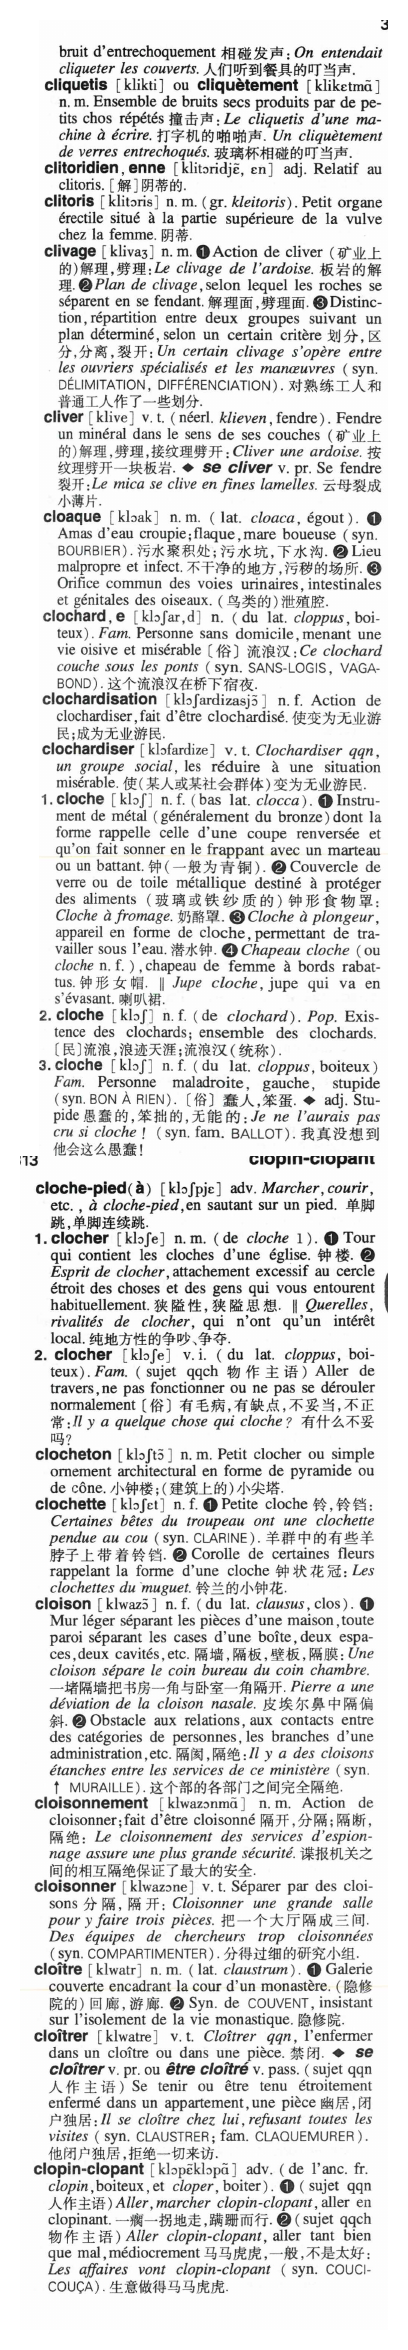 3
bruit d'entrechoquement 相碰发声: On entendait
cliqueter les couverts. 人们听到餐具的叮当声.
cliquetis [klikti] ou cliquètement [klikɛtmɑ̃]
n. m. Ensemble de bruits secs produits par de pe-
tits chos répétés 撞击声: Le cliquetis d'une ma-
chine à écrire. 打字机的啪啪声. Un cliquètement
de verres entrechoqués. 玻璃杯相碰的叮当声.
clitoridien, enne [klitɔridjɛ̃, ɛn] adj. Relatif au
clitoris. [解]阴蒂的.
clitoris [klitɔris] n. m. (gr. kleitoris). Petit organe
érectile situé à la partie supérieure de la vulve
chez la femme. 阴蒂.
clivage [klivaʒ] n. m. ❶ Action de cliver (矿业上
的)解理,劈理: Le clivage de l'ardoise. 板岩的解
理. ❷ Plan de clivage, selon lequel les roches se
séparent en se fendant. 解理面,劈理面. ❸ Distinc-
tion, répartition entre deux groupes suivant un
plan déterminé, selon un certain critère 划分,区
分,分离,裂开: Un certain clivage s'opère entre
les ouvriers spécialisés et les manœuvres (syn.
DÉLIMITATION, DIFFÉRENCIATION). 对熟练工人和
普通工人作了一些划分.
cliver [klive] v. t. (néerl. klieven, fendre). Fendre
un minéral dans le sens de ses couches (矿业上
的)解理,劈理,按纹理劈开: Cliver une ardoise. 按
纹理劈开一块板岩. ◆ se cliver v. pr. Se fendre
裂开: Le mica se clive en fines lamelles. 云母裂成
小薄片.
cloaque [klɔak] n. m. (lat. cloaca, égout). ❶
Amas d'eau croupie; flaque, mare boueuse (syn.
BOURBIER). 污水聚积处;污水坑,下水沟. ❷ Lieu
malpropre et infect. 不干净的地方,污秽的场所. ❸
Orifice commun des voies urinaires, intestinales
et génitales des oiseaux. (鸟类的)泄殖腔.
clochard, e [klɔʃar, d] n. (du lat. cloppus, boi-
teux). Fam. Personne sans domicile, menant une
vie oisive et misérable [俗] 流浪汉: Ce clochard
couche sous les ponts (syn. SANS-LOGIS, VAGA-
BOND). 这个流浪汉在桥下宿夜.
clochardisation [klɔʃardizasjɔ̃] n. f. Action de
clochardiser, fait d'être clochardisé. 使变为无业游
民;成为无业游民.
clochardiser [klɔʃardize] v. t. Clochardiser qqn,
un groupe social, les réduire à une situation
misérable. 使(某人或某社会群体)变为无业游民.
1. cloche [klɔʃ] n. f. (bas lat. clocca). ❶ Instru-
ment de métal (généralement du bronze) dont la
forme rappelle celle d'une coupe renversée et
qu'on fait sonner en le frappant avec un marteau
ou un battant. 钟(一般为青铜). ❷ Couvercle de
verre ou de toile métallique destiné à protéger
des aliments (玻璃或铁纱质的)钟形食物罩:
Cloche à fromage. 奶酪罩. ❸ Cloche à plongeur,
appareil en forme de cloche, permettant de tra-
vailler sous l'eau. 潜水钟. ❹ Chapeau cloche (ou
cloche n. f.), chapeau de femme à bords rabat-
tus. 钟形女帽. ‖ Jupe cloche, jupe qui va en
s'évasant. 喇叭裙.
2. cloche [klɔʃ] n. f. (de clochard). Pop. Exis-
tence des clochards; ensemble des clochards.
[民]流浪,浪迹天涯;流浪汉(统称).
3. cloche [klɔʃ] n. f. (du lat. cloppus, boiteux)
Fam. Personne maladroite, gauche, stupide
(syn. BON À RIEN). [俗] 蠢人,笨蛋. ◆ adj. Stu-
pide 愚蠢的,笨拙的,无能的: Je ne l'aurais pas
cru si cloche ! (syn. fam. BALLOT). 我真没想到
他会这么愚蠢!
313 clopin-clopant
cloche-pied(à) [klɔʃpje] adv. Marcher, courir,
etc., à cloche-pied, en sautant sur un pied. 单脚
跳,单脚连续跳.
1. clocher [klɔʃe] n. m. (de cloche 1). ❶ Tour
qui contient les cloches d'une église. 钟楼. ❷
Esprit de clocher, attachement excessif au cercle
étroit des choses et des gens qui vous entourent
habituellement. 狭隘性,狭隘思想. ‖ Querelles,
rivalités de clocher, qui n'ont qu'un intérêt
local. 纯地方性的争吵、争夺.
2. clocher [klɔʃe] v. i. (du lat. cloppus, boi-
teux). Fam. (sujet qqch 物作主语) Aller de
travers, ne pas fonctionner ou ne pas se dérouler
normalement [俗] 有毛病,有缺点,不妥当,不正
常: Il y a quelque chose qui cloche? 有什么不妥
吗?
clocheton [klɔʃtɔ̃] n. m. Petit clocher ou simple
ornement architectural en forme de pyramide ou
de cône. 小钟楼;(建筑上的)小尖塔.
clochette [klɔʃɛt] n. f. ❶ Petite cloche 铃,铃铛:
Certaines bêtes du troupeau ont une clochette
pendue au cou (syn. CLARINE). 羊群中的有些羊
脖子上带着铃铛. ❷ Corolle de certaines fleurs
rappelant la forme d'une cloche 钟状花冠: Les
clochettes du muguet. 铃兰的小钟花.
cloison [klwazɔ̃] n. f. (du lat. clausus, clos). ❶
Mur léger séparant les pièces d'une maison, toute
paroi séparant les cases d'une boîte, deux espa-
ces, deux cavités, etc. 隔墙,隔板,壁板,隔膜: Une
cloison sépare le coin bureau du coin chambre.
一堵隔墙把书房一角与卧室一角隔开. Pierre a une
déviation de la cloison nasale. 皮埃尔鼻中隔偏
斜. ❷ Obstacle aux relations, aux contacts entre
des catégories de personnes, les branches d'une
administration, etc. 隔阂,隔绝: Il y a des cloisons
étanches entre les services de ce ministère (syn.
↑ MURAILLE). 这个部的各部门之间完全隔绝.
cloisonnement [klwazɔnmɑ̃] n. m. Action de
cloisonner; fait d'être cloisonné 隔开,分隔;隔断,
隔绝: Le cloisonnement des services d'espion-
nage assure une plus grande sécurité. 谍报机关之
间的相互隔绝保证了最大的安全.
cloisonner [klwazɔne] v. t. Séparer par des cloi-
sons 分隔,隔开: Cloisonner une grande salle
pour y faire trois pièces. 把一个大厅隔成三间.
Des équipes de chercheurs trop cloisonnées
(syn. COMPARTIMENTER). 分得过细的研究小组.
cloître [klwatr] n. m. (lat. claustrum). ❶ Galerie
couverte encadrant la cour d'un monastère. (隐修
院的)回廊,游廊. ❷ Syn. de COUVENT, insistant
sur l'isolement de la vie monastique. 隐修院.
cloîtrer [klwatre] v. t. Cloîtrer qqn, l'enfermer
dans un cloître ou dans une pièce. 禁闭. ◆ se
cloîtrer v. pr. ou être cloîtré v. pass. (sujet qqn
人作主语) Se tenir ou être tenu étroitement
enfermé dans un appartement, une pièce 幽居,闭
户独居: Il se cloître chez lui, refusant toutes les
visites (syn. CLAUSTRER; fam. CLAQUEMURER).
他闭户独居,拒绝一切来访.
clopin-clopant [klɔpɛ̃klɔpɑ̃] adv. (de l'anc. fr.
clopin, boiteux, et cloper, boiter). ❶ (sujet qqn
人作主语) Aller, marcher clopin-clopant, aller en
clopinant. 一瘸一拐地走,蹒跚而行. ❷ (sujet qqch
物作主语) Aller clopin-clopant, aller tant bien
que mal, médiocrement 马马虎虎,一般,不是太好:
Les affaires vont clopin-clopant (syn. COUCI-
COUÇA). 生意做得马马虎虎.